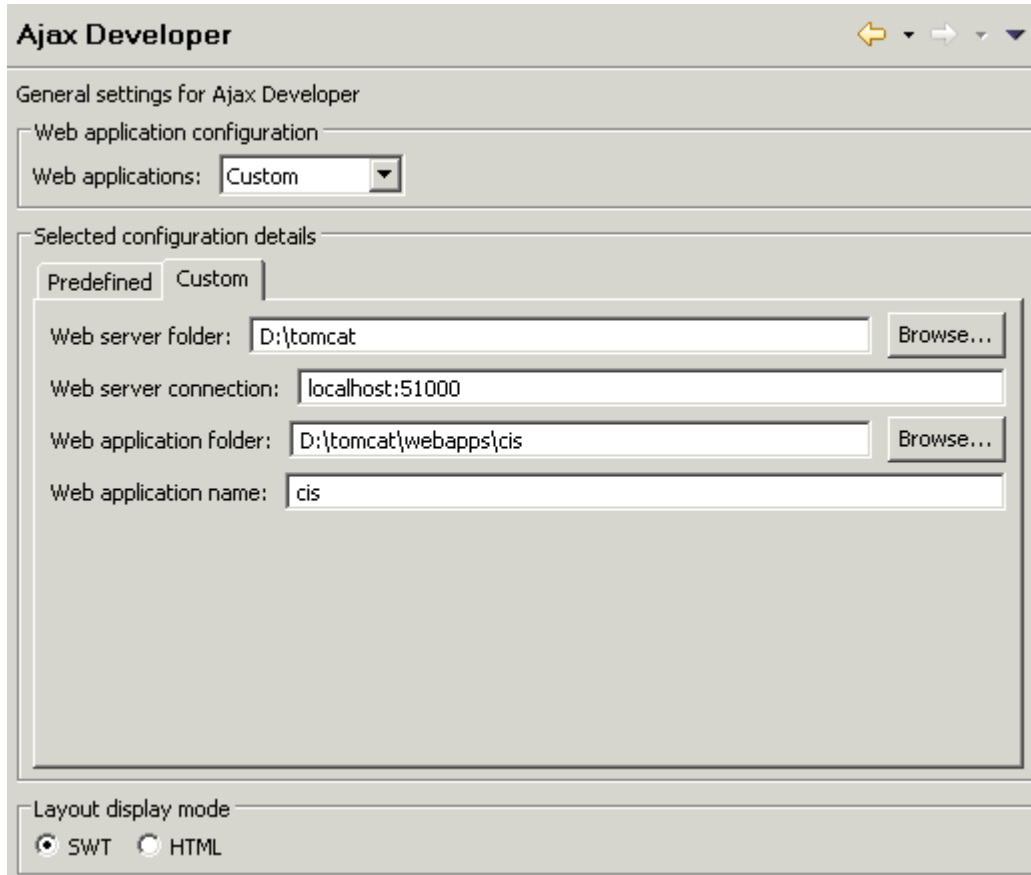 Ajax Developer
General settings for Ajax Developer
Web application configuration
Web applications: Custom
Selected configuration details
Predefined Custom
Web server folder: D:\tomcat Browse...
Web server connection: localhost:51000
Web application folder: D:\tomcat\webapps\cis Browse...
Web application name: cis
Layout display mode
SWT HTML